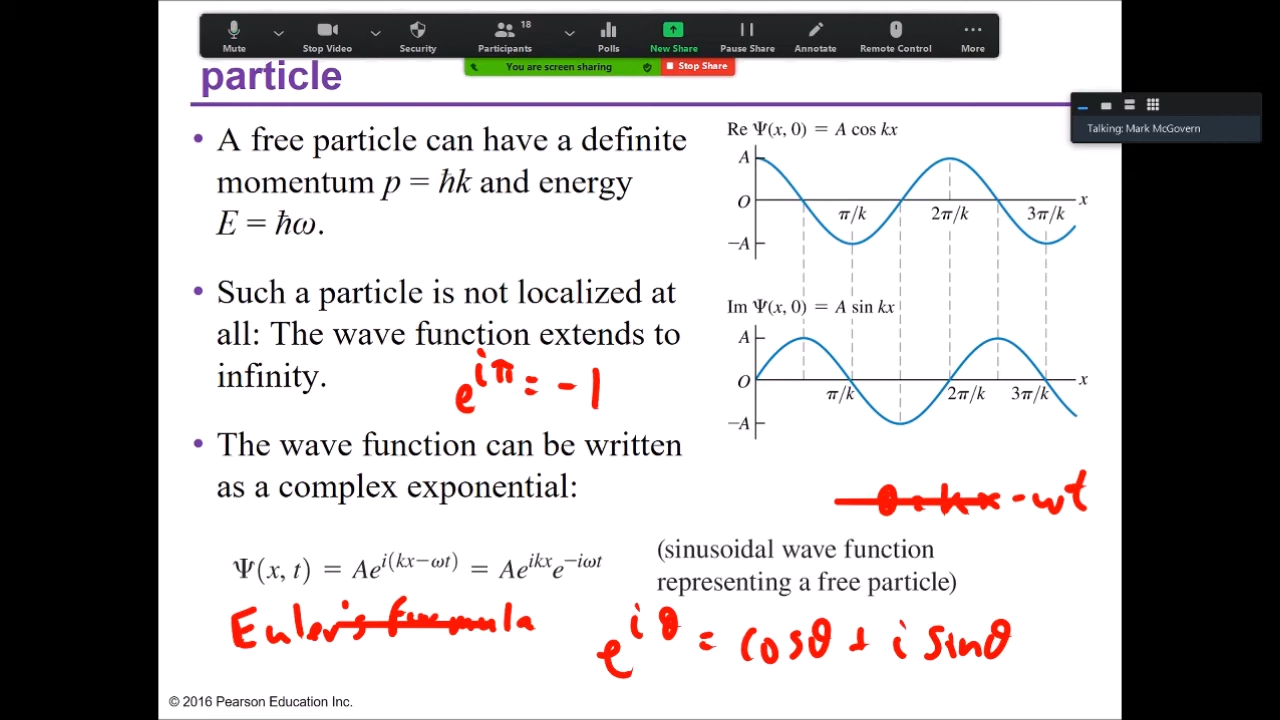 18
Mute Stop Video Security Participants Polls New Share Pause Share Annotate Remote Control More
You are screen sharing Stop Share
particle
Talking: Mark McGovern
• A free particle can have a definite
momentum p = ħk and energy
E = ħω.
• Such a particle is not localized at
all: The wave function extends to
infinity.
e^{iπ} = -1
• The wave function can be written
as a complex exponential:
Ψ(x, t) = Ae^{i(kx−ωt)} = Ae^{ikx}e^{−iωt}
Euler's formula
Re Ψ(x, 0) = A cos kx
A
O
π/k 2π/k 3π/k x
−A
Im Ψ(x, 0) = A sin kx
A
O
π/k 2π/k 3π/k x
−A
θ = kx - ωt
(sinusoidal wave function
representing a free particle)
e^{iθ} = cosθ + i sinθ
© 2016 Pearson Education Inc.